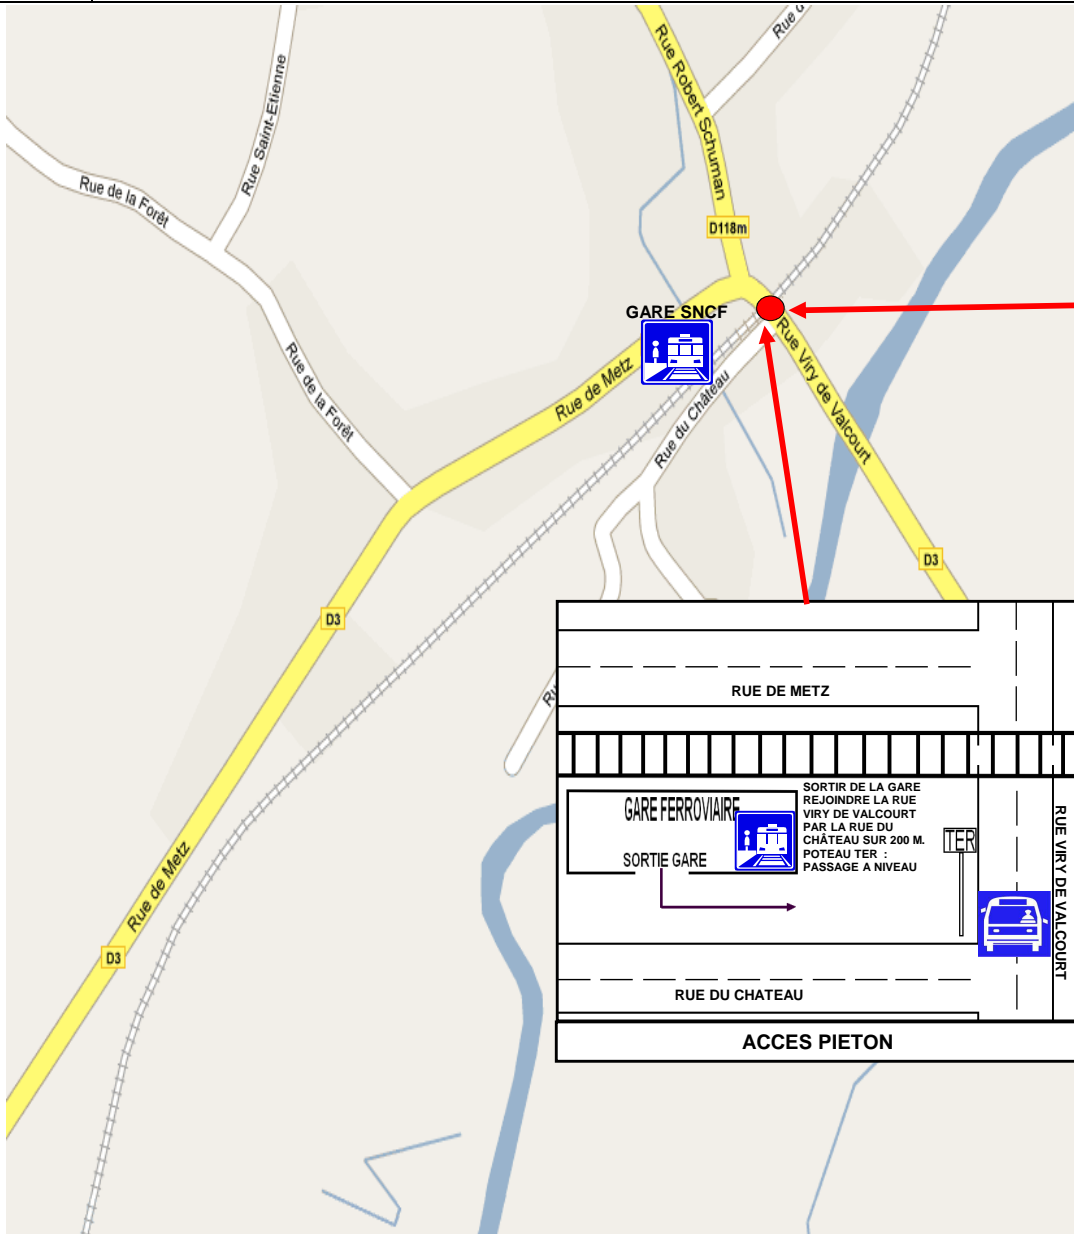 Rue d
Rue Robert Schuman
Rue Saint-Etienne
Rue de la Forêt
D118m
GARE SNCF
Rue Viry de Valcourt
Rue de Metz
Rue du Château
Rue de la Forêt
D3
D3
Ru
RUE DE METZ
GARE FERROVIAIRE
SORTIE GARE
SORTIR DE LA GARE
REJOINDRE LA RUE
VIRY DE VALCOURT
PAR LA RUE DU
CHÂTEAU SUR 200 M.
POTEAU TER :
PASSAGE A NIVEAU
TER
RUE VIRY DE VALCOURT
Rue de Metz
D3
RUE DU CHATEAU
ACCES PIETON